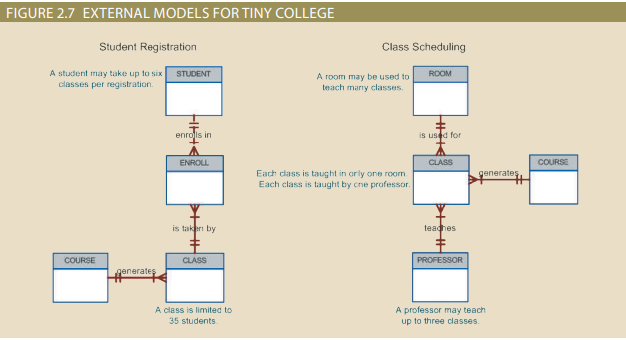 FIGURE 2.7 EXTERNAL MODELS FOR TINY COLLEGE
Student Registration
A student may take up to six
classes per registration.
STUDENT
enrolls in
ENROLL
is taken by
COURSE
generates
CLASS
A class is limited to
35 students.
Class Scheduling
A room may be used to
teach many classes.
ROOM
is used for
Each class is taught in only one room.
Each class is taught by one professor.
CLASS
generates
COURSE
teaches
PROFESSOR
A professor may teach
up to three classes.